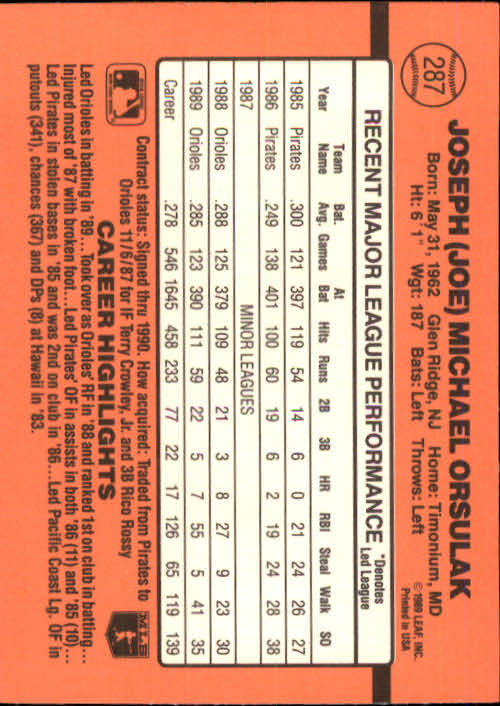 287
JOSEPH (JOE) MICHAEL ORSULAK
Born: May 31, 1962 Glen Ridge, NJ Home: Timonium, MD
Ht: 6' 1" Wgt: 187 Bats: Left Throws: Left
© 1989 LEAF, INC.
Printed in USA
RECENT MAJOR LEAGUE PERFORMANCE
*Denotes
Led League
Year Team Name Bat. Avg. Games At Bat Hits Runs 2B 3B HR RBI Steal Walk SO
1985 Pirates .300 121 397 119 54 14 6 0 21 24 26 27
1986 Pirates .249 138 401 100 60 19 6 2 19 24 28 38
1987 MINOR LEAGUES
1988 Orioles .288 125 379 109 48 21 3 8 27 9 23 30
1989 Orioles .285 123 390 111 59 22 5 7 55 5 41 35
Career .278 546 1645 458 233 77 22 17 126 65 119 139
Contract status: Signed thru 1990. How acquired: Traded from Pirates to
Orioles 11/6/87 for IF Terry Crowley, Jr. and 3B Rico Rossy
MLB
CAREER HIGHLIGHTS
Led Orioles in batting in '89...Took over as Orioles' RF in '88 and ranked 1st on club in batting...
Injured most of '87 with broken foot....Led Pirates' OF in assists in both '86 (11) and '85 (10)...
Led Pirates in stolen bases in '85 and was 2nd on club in '86...Led Pacific Coast Lg. OF in
putouts (341), chances (367) and DPs (8) at Hawaii in '83.